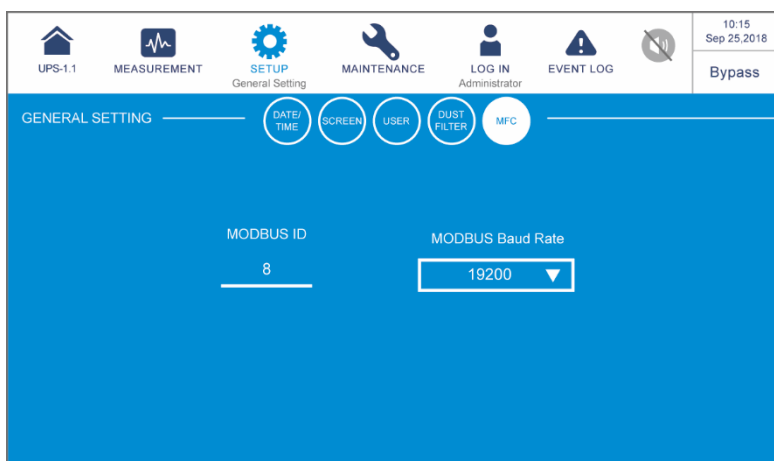 10:15
Sep 25,2018
UPS-1.1
MEASUREMENT
SETUP
General Setting
MAINTENANCE
LOG IN
Administrator
EVENT LOG
Bypass
GENERAL SETTING
DATE/
TIME
SCREEN
USER
DUST
FILTER
MFC
MODBUS ID
MODBUS Baud Rate
8
19200